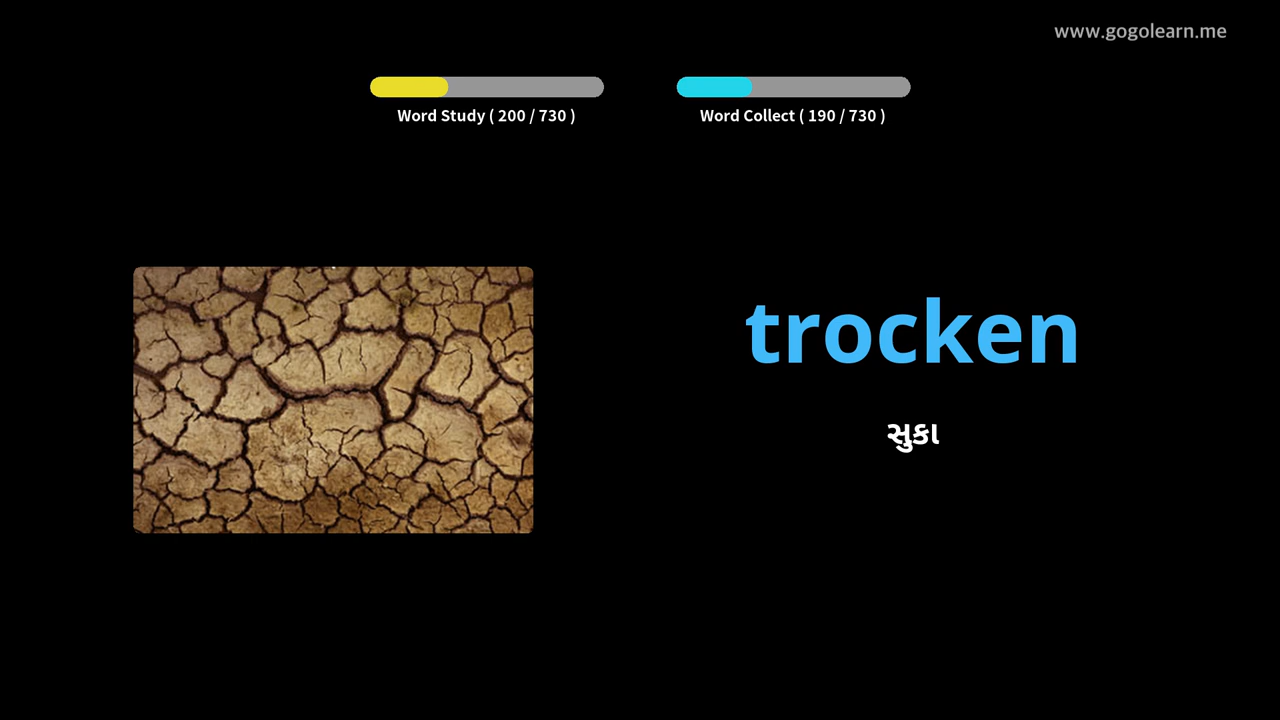 www.gogolearn.me
Word Study ( 200 / 730 )
Word Collect ( 190 / 730 )
trocken
સુકા